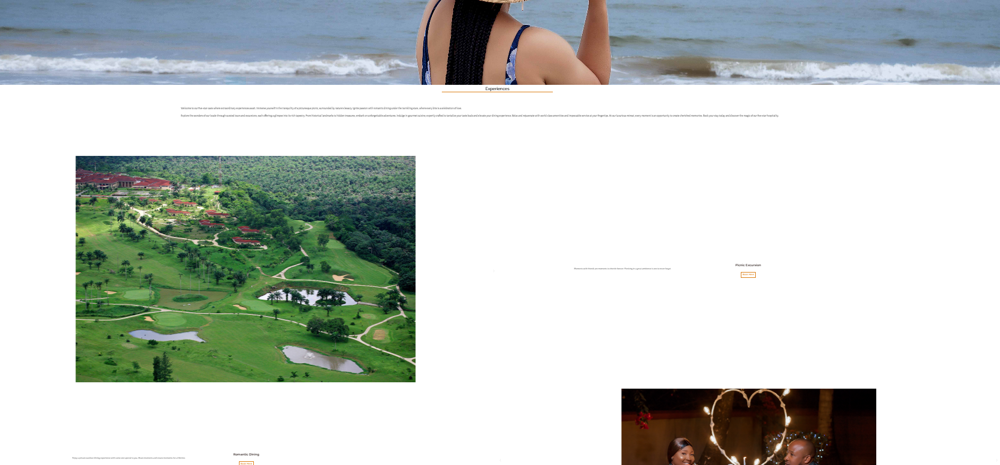 Experiences
Welcome to our five-star oasis where extraordinary experiences await. Immerse yourself in the tranquility of a picturesque picnic, surrounded by nature's beauty. Ignite passion with romantic dining under the twinkling stars, where every bite is a celebration of love.
Explore the wonders of our locale through curated tours and excursions, each offering a glimpse into its rich tapestry. From historical landmarks to hidden treasures, embark on unforgettable adventures. Indulge in gourmet cuisine, expertly crafted to tantalize your taste buds and elevate your dining experience. Relax and rejuvenate with world-class amenities and impeccable service at your fingertips. At our luxurious retreat, every moment is an opportunity to create cherished memories. Book your stay today and discover the magic of our five-star hospitality.
Picnic Excursion
Moments with friends are moments to cherish forever. Picnicing in a great ambience is one to never forget
Book Here
Romantic Dining
Enjoy a private outdoor dining experience with someone special to you. Share moments and create memories for a lifetime
Book Here